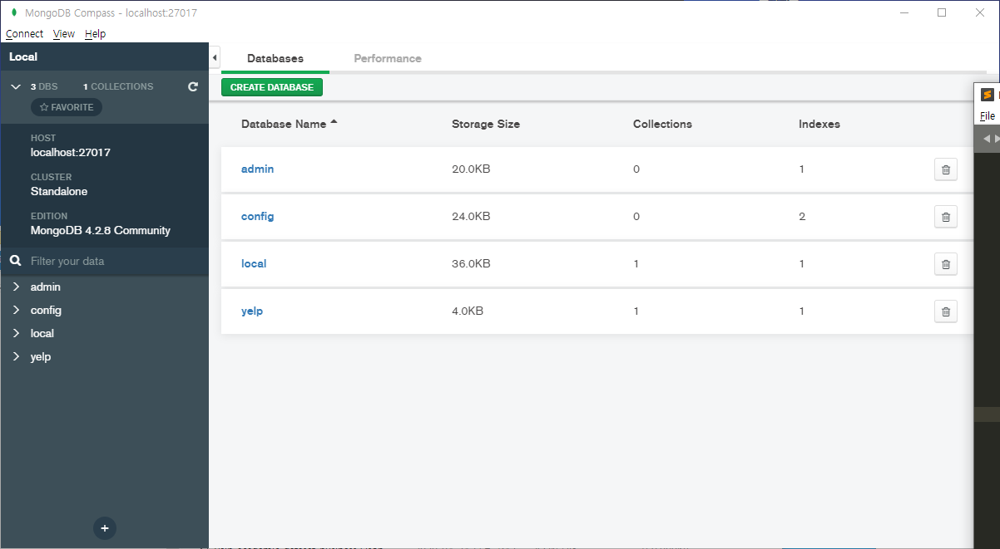 MongoDB Compass - localhost:27017
Connect View Help
Local
3 DBS 1 COLLECTIONS
FAVORITE
HOST
localhost:27017
CLUSTER
Standalone
EDITION
MongoDB 4.2.8 Community
Filter your data
admin
config
local
yelp
Databases Performance
CREATE DATABASE
Database Name Storage Size Collections Indexes
admin 20.0KB 0 1
config 24.0KB 0 2
local 36.0KB 1 1
yelp 4.0KB 1 1
File